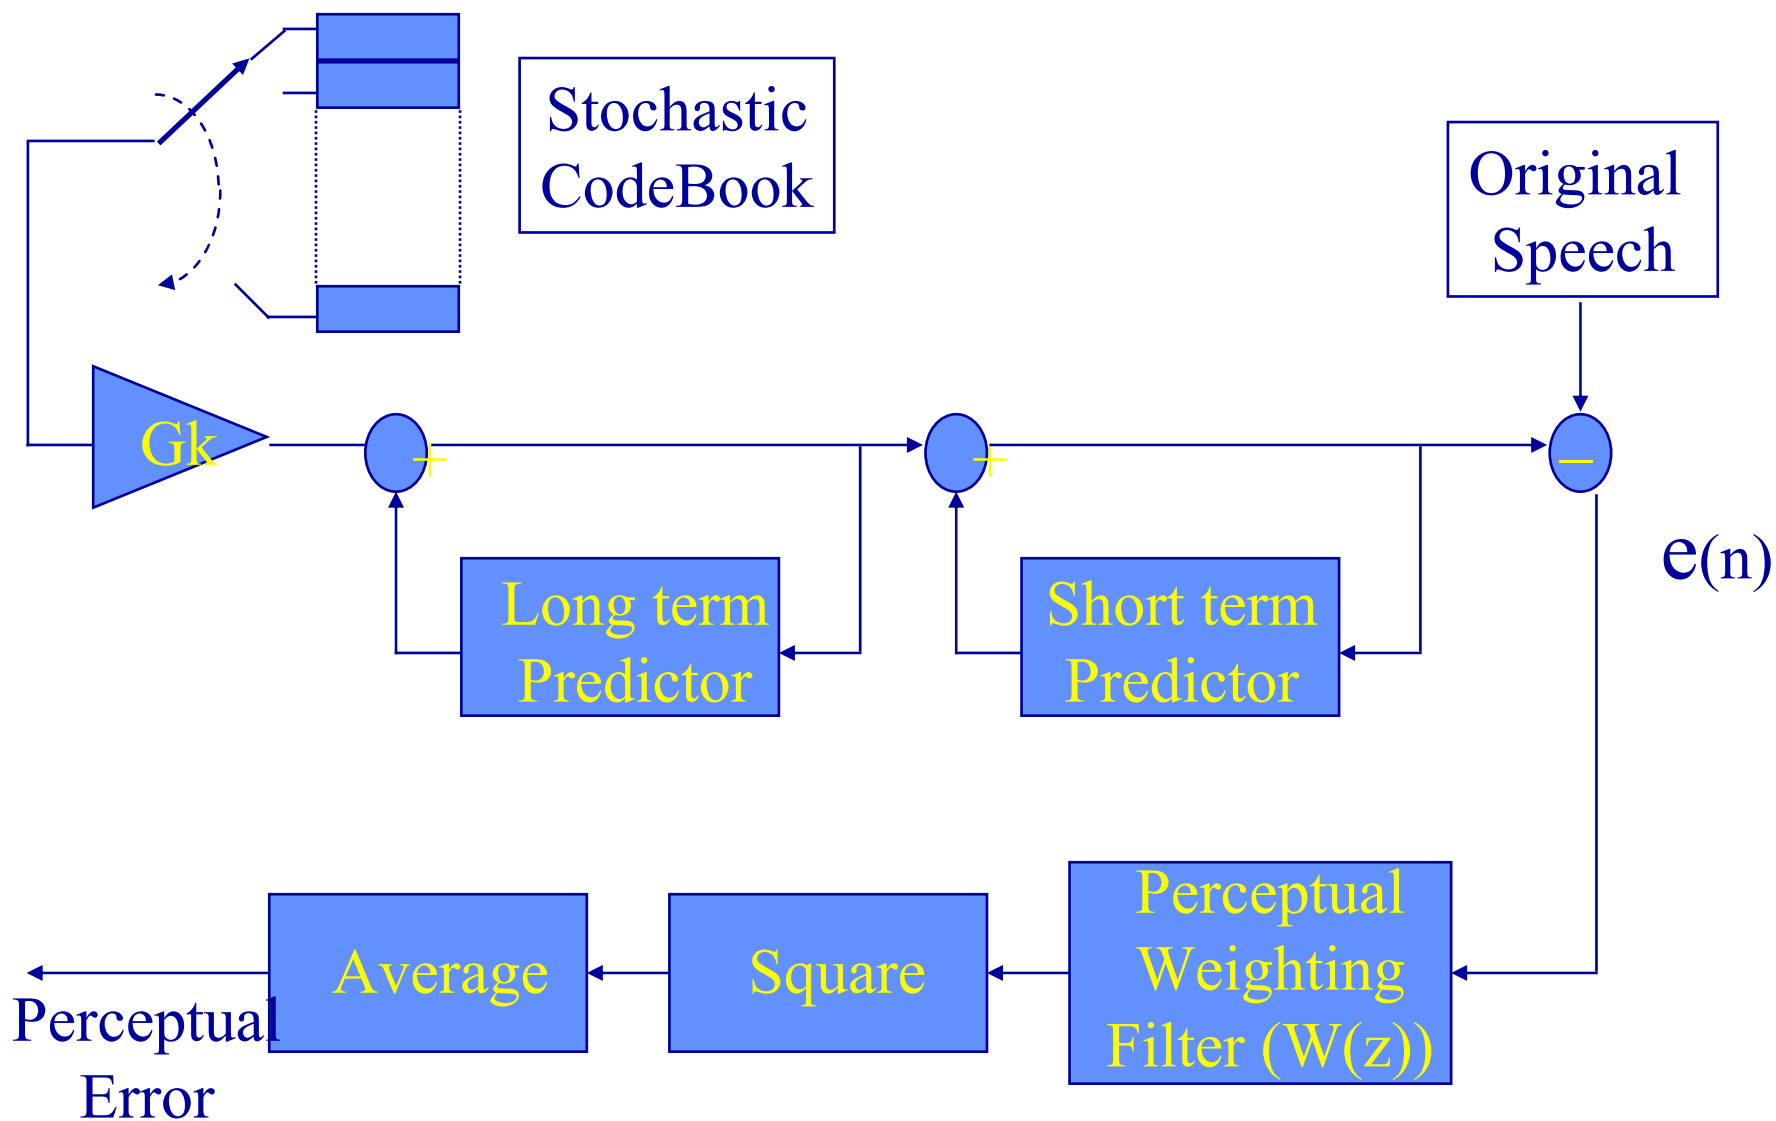 Stochastic
CodeBook
Original
Speech
Gk
+
+
−
e(n)
Long term
Predictor
Short term
Predictor
Perceptual
Weighting
Filter (W(z))
Square
Average
Perceptual
Error